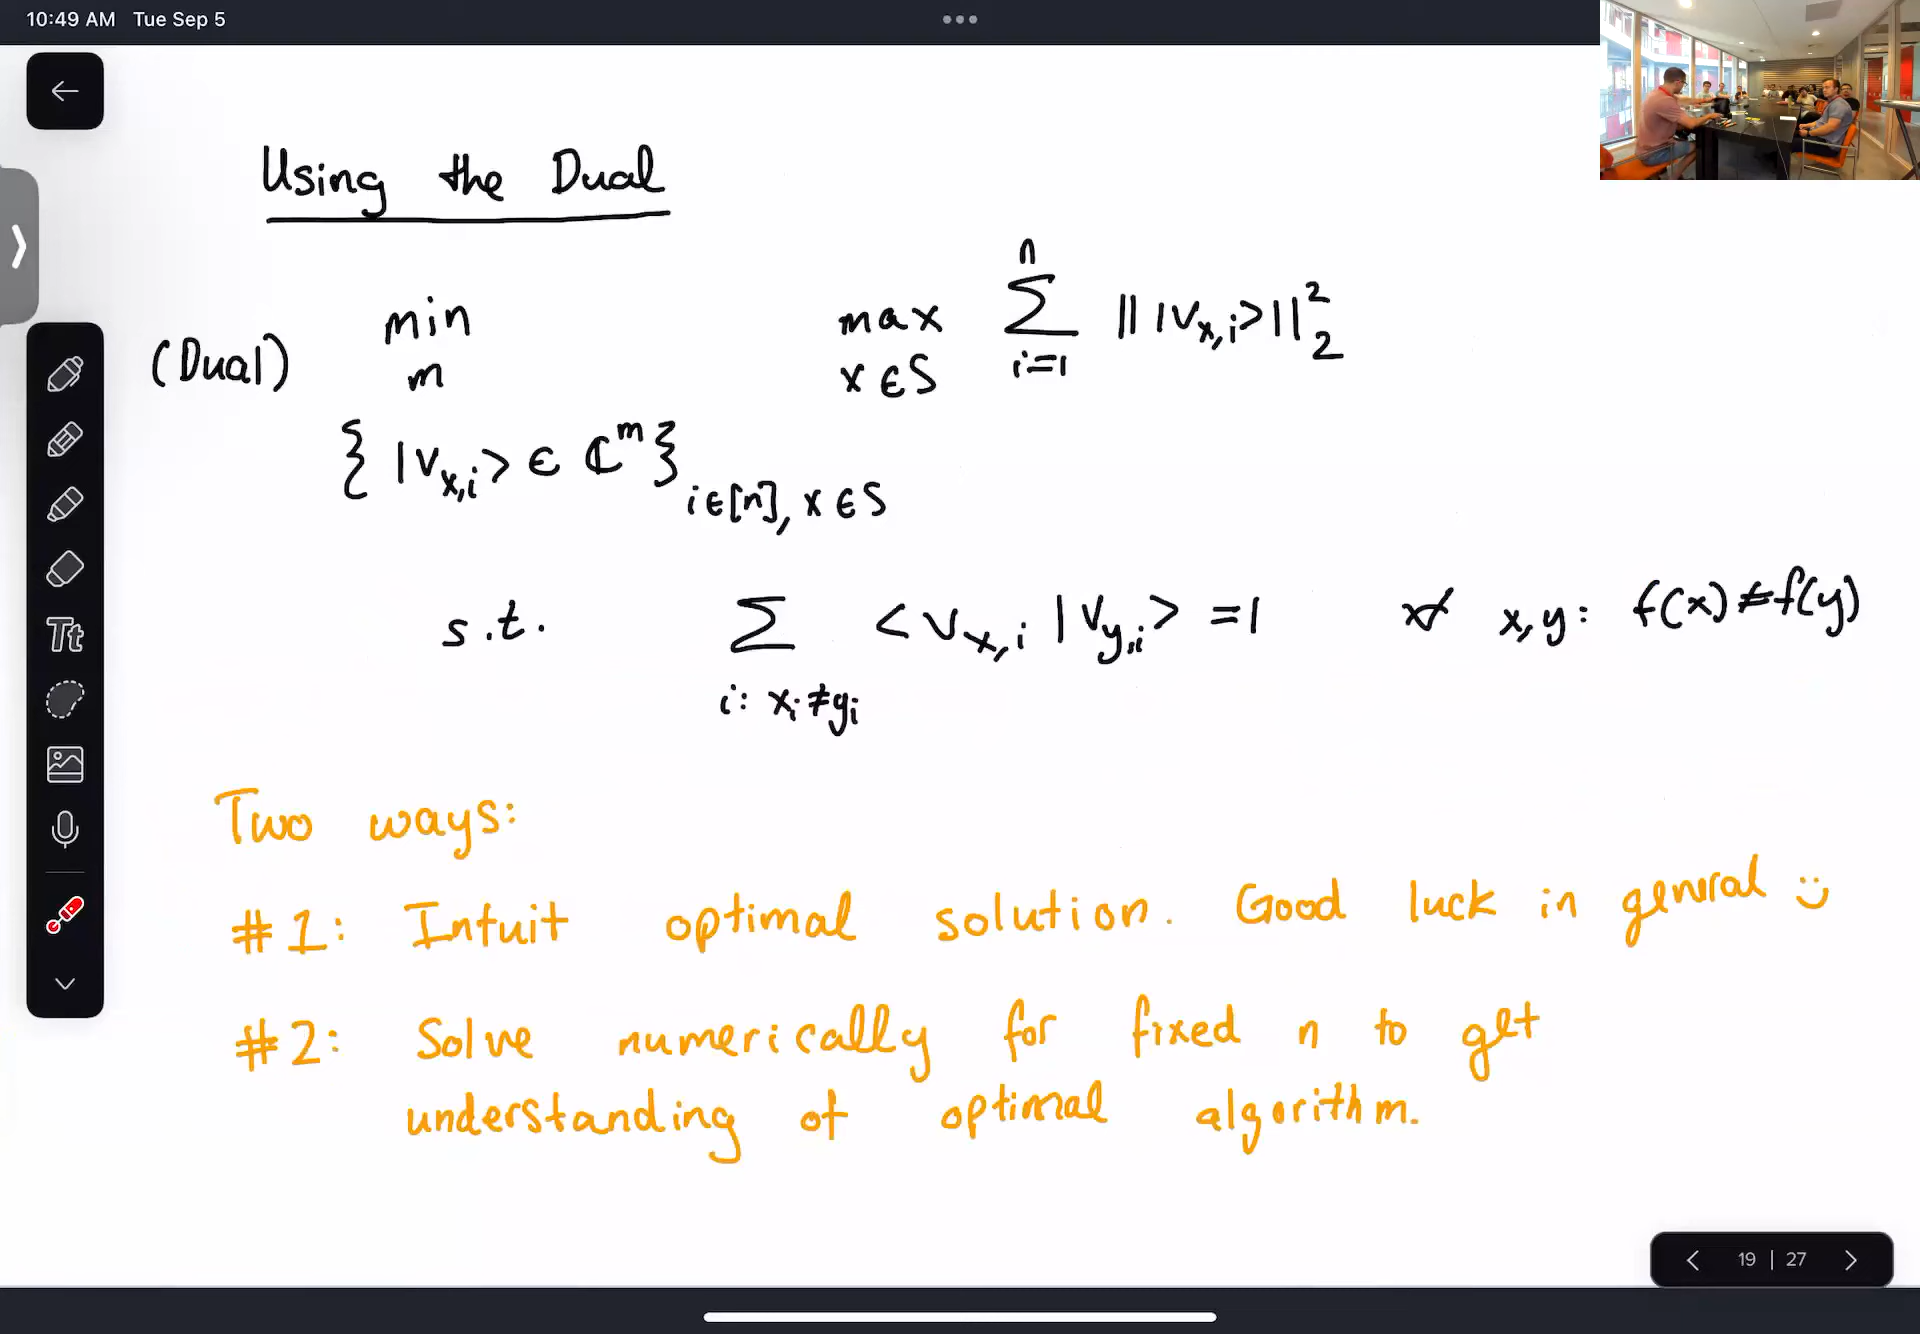 10:49 AM Tue Sep 5
Using the Dual
(Dual) min m {|v_{x,i}> ∈ ℂ^m}_{i∈[n], x∈S} max x∈S ∑_{i=1}^{n} || |v_{x,i}> ||_2^2
s.t. ∑_{i: x_i≠y_i} <v_{x,i}|v_{y,i}> =1 ∀ x,y: f(x)≠f(y)
Two ways:
#1: Intuit optimal solution. Good luck in general :)
#2: Solve numerically for fixed n to get
understanding of optimal algorithm.
Tt
19 | 27